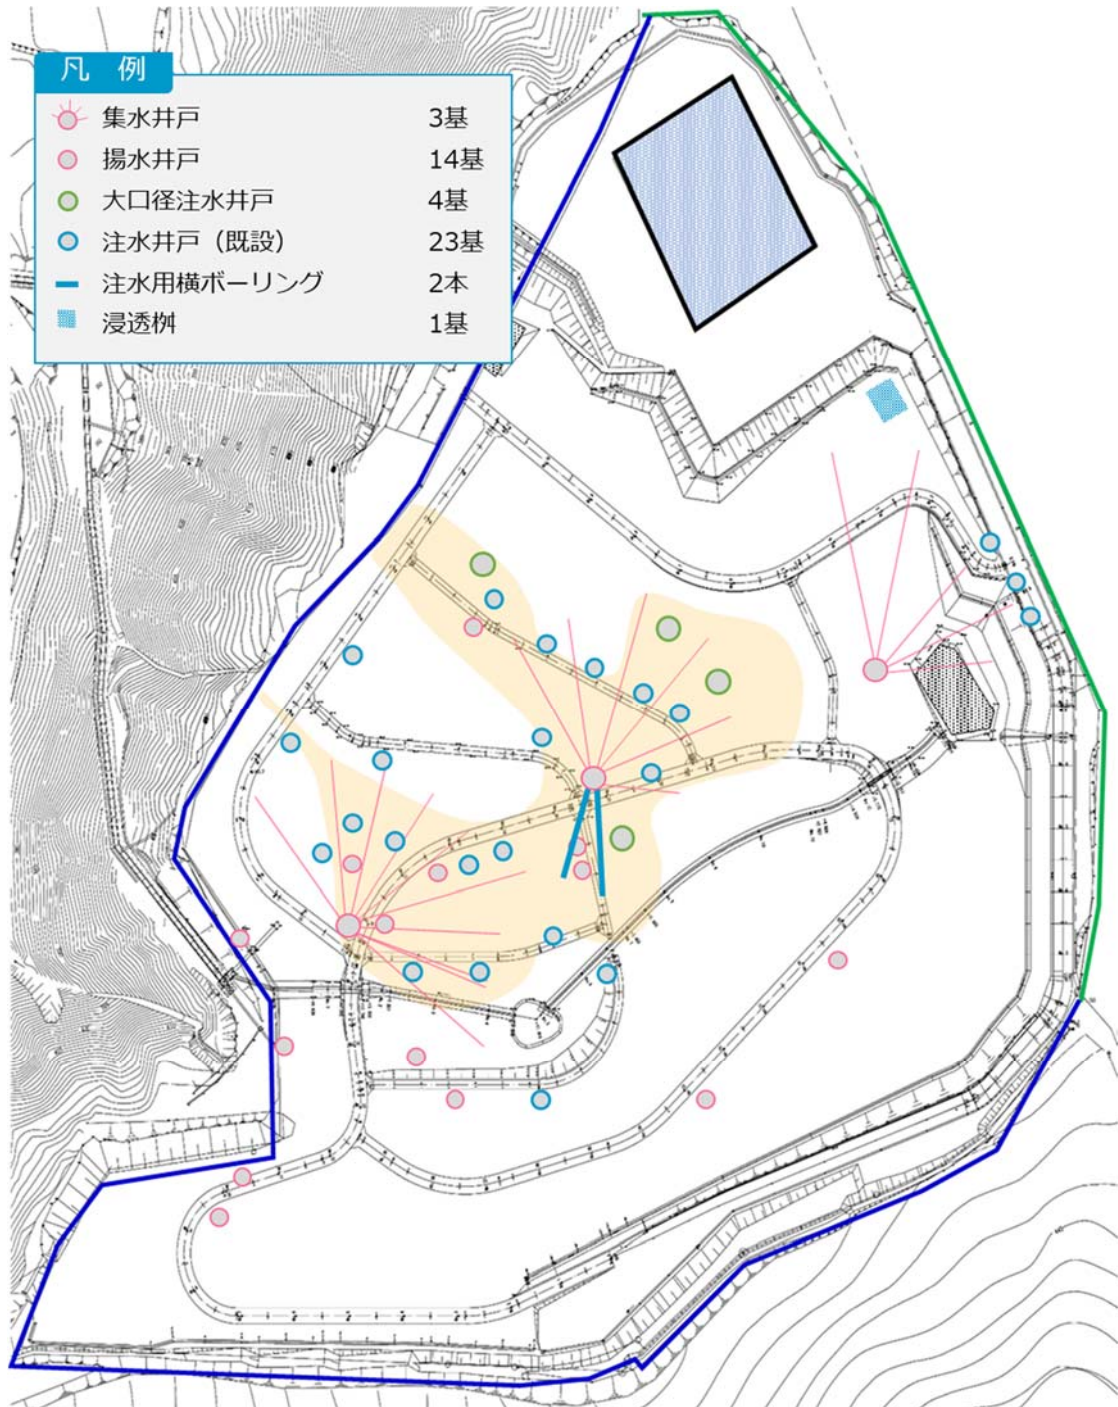 凡 例
集水井戸 3基
揚水井戸 14基
大口径注水井戸 4基
注水井戸（既設） 23基
注水用横ボーリング 2本
浸透桝 1基